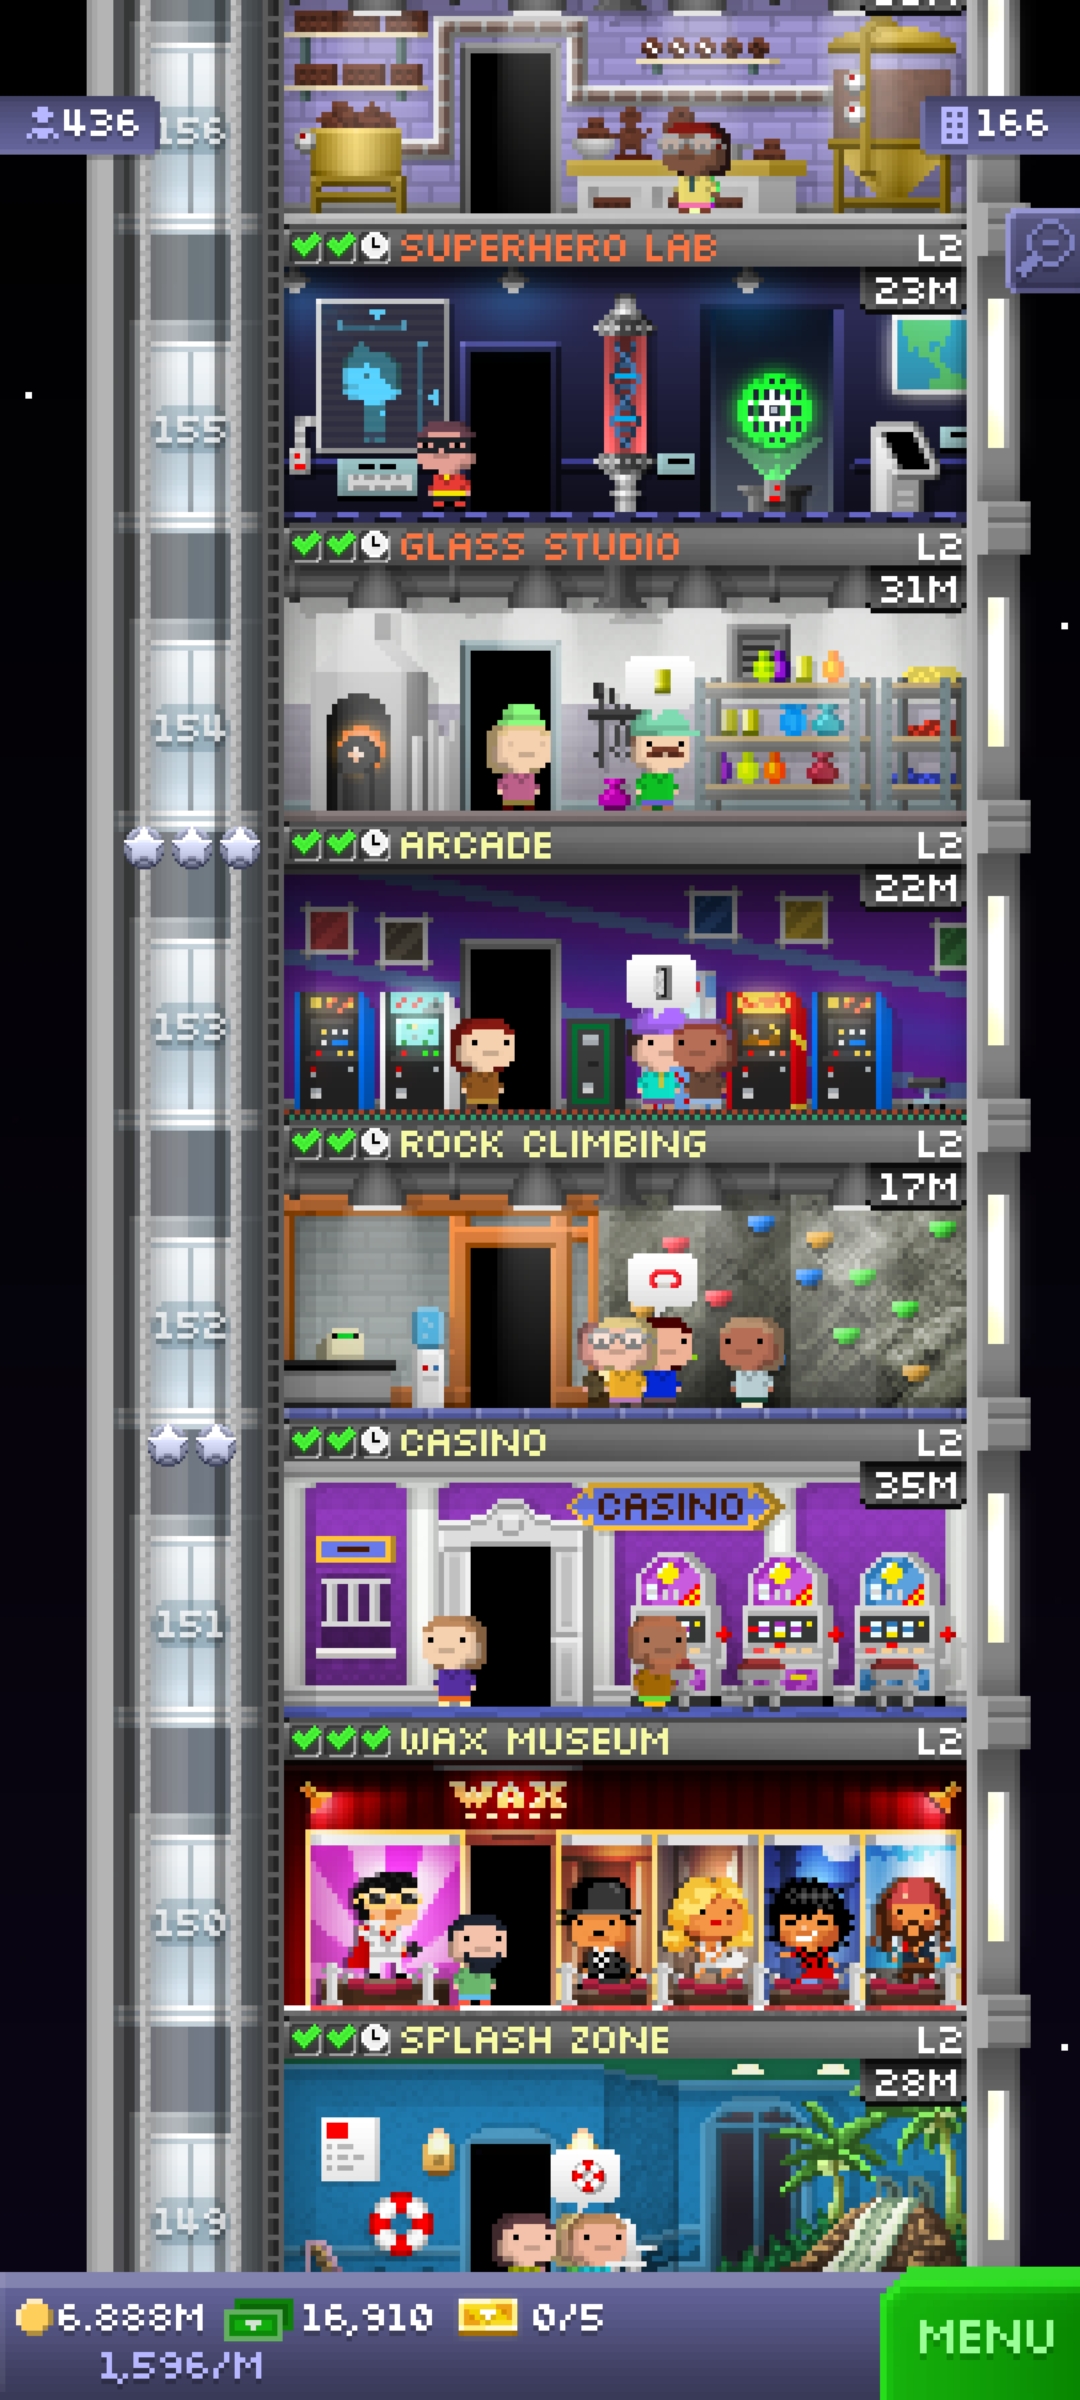 436
166
156
SUPERHERO LAB L2
23M
155
GLASS STUDIO L2
31M
154
ARCADE L2
22M
153
ROCK CLIMBING L2
17M
152
CASINO L2
35M
CASINO
151
WAX MUSEUM L2
WAX
150
SPLASH ZONE L2
28M
149
6.888M 16,910 0/5
1,596/M
MENU